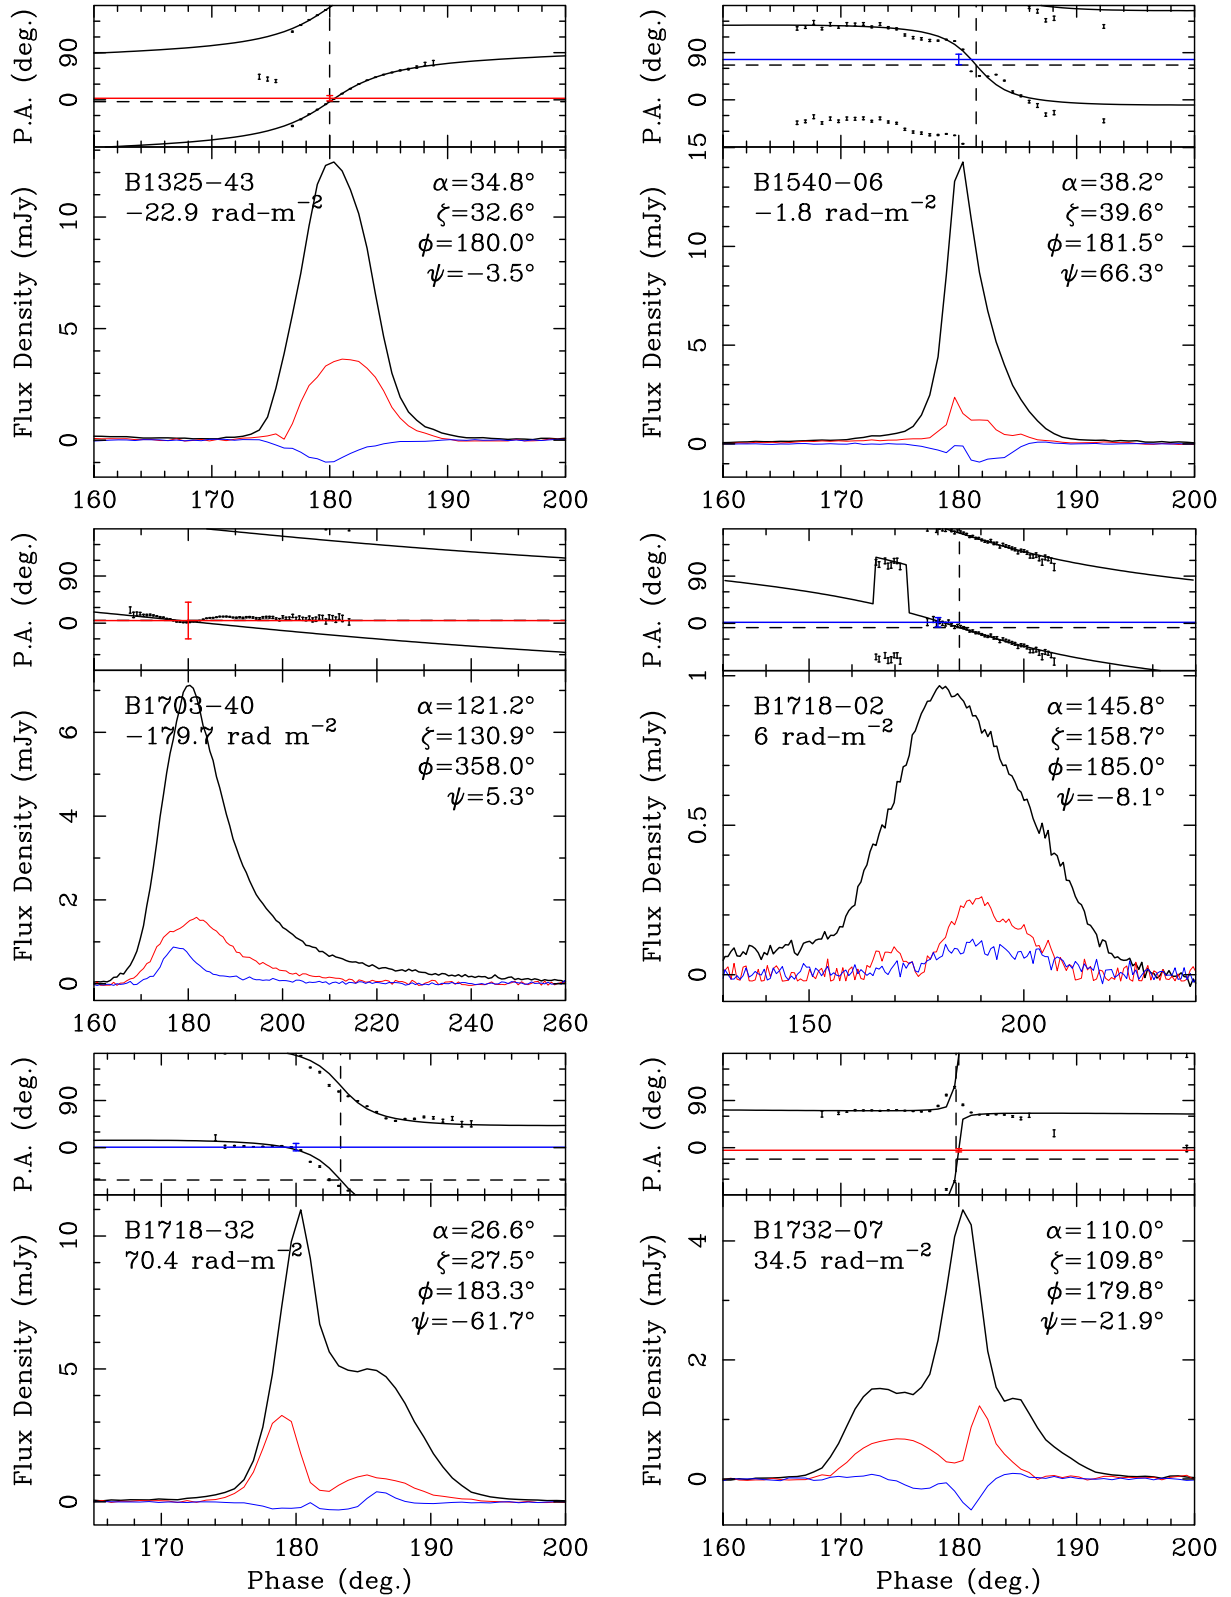 P.A. (deg.)
90
0
Flux Density (mJy)
10
5
0
B1325−43
−22.9 rad−m−2
α=34.8°
ζ=32.6°
ϕ=180.0°
ψ=−3.5°
160 170 180 190 200
P.A. (deg.)
90
0
Flux Density (mJy)
15
10
5
0
B1540−06
−1.8 rad−m−2
α=38.2°
ζ=39.6°
ϕ=181.5°
ψ=66.3°
160 170 180 190 200
P.A. (deg.)
90
0
Flux Density (mJy)
6
4
2
0
B1703−40
−179.7 rad m−2
α=121.2°
ζ=130.9°
ϕ=358.0°
ψ=5.3°
160 180 200 220 240 260
P.A. (deg.)
90
0
Flux Density (mJy)
1
0.5
0
B1718−02
6 rad−m−2
α=145.8°
ζ=158.7°
ϕ=185.0°
ψ=−8.1°
150 200
P.A. (deg.)
90
0
Flux Density (mJy)
10
5
0
B1718−32
70.4 rad−m−2
α=26.6°
ζ=27.5°
ϕ=183.3°
ψ=−61.7°
170 180 190 200
Phase (deg.)
P.A. (deg.)
90
0
Flux Density (mJy)
4
2
0
B1732−07
34.5 rad−m−2
α=110.0°
ζ=109.8°
ϕ=179.8°
ψ=−21.9°
160 170 180 190 200
Phase (deg.)